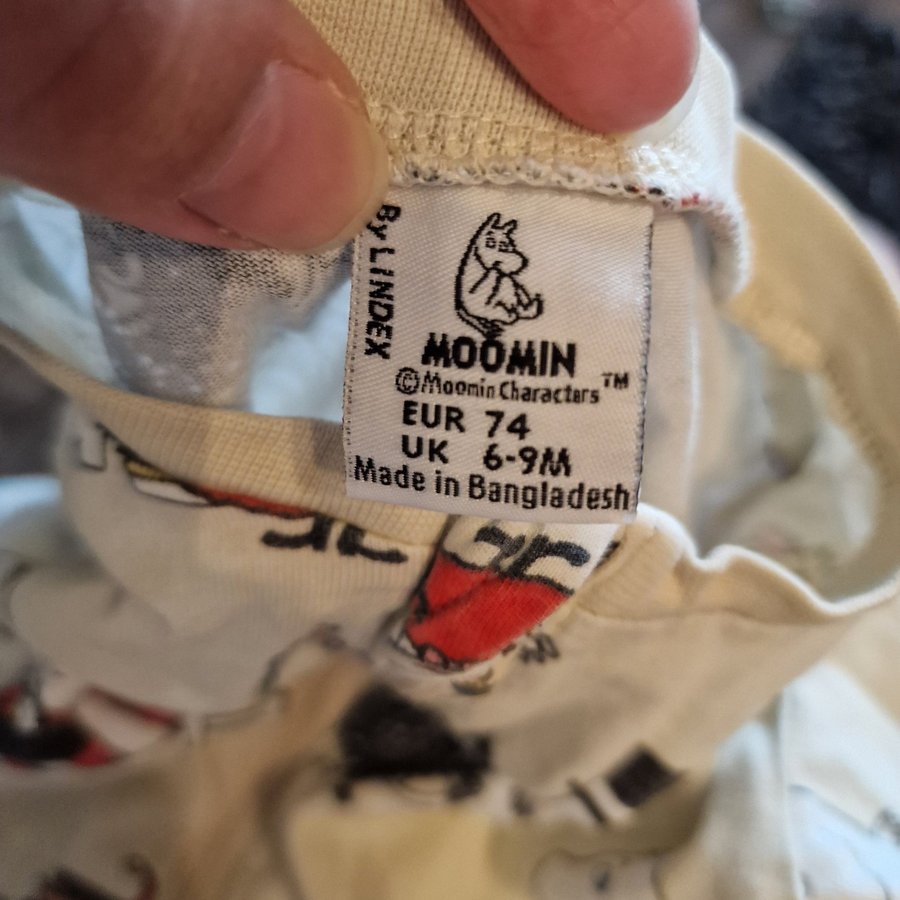 By LINDEX
MOOMIN
©Moomin Characters™
EUR 74
UK 6-9M
Made in Bangladesh